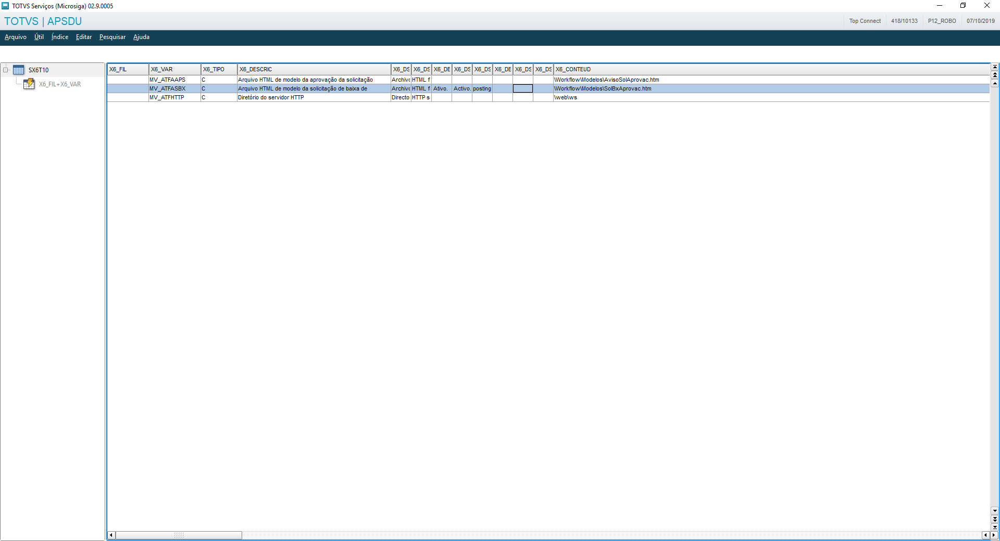 TOTVS Serviços (Microsiga) 02.9.0005
TOTVS | APSDU
Top Connect 418/10133 P12_ROBO 07/10/2019
Arquivo Útil Índice Editar Pesquisar Ajuda
SX6T10
X6_FIL+X6_VAR
X6_FIL X6_VAR X6_TIPO X6_DESCRIC X6_DS X6_DS X6_DE X6_DS X6_DS X6_DE X6_DS X6_DS X6_CONTEUD
MV_ATFAAPS C Arquivo HTML de modelo da aprovação da solicitação Archivo HTML f \Workflow\Modelos\AvisoSolAprovac.htm
MV_ATFASBX C Arquivo HTML de modelo da solicitação de baixa de Archivo HTML f Ativo. Activo. posting \Workflow\Modelos\SolBxAprovac.htm
MV_ATFHTTP C Diretório do servidor HTTP Directo HTTP se \web\ws